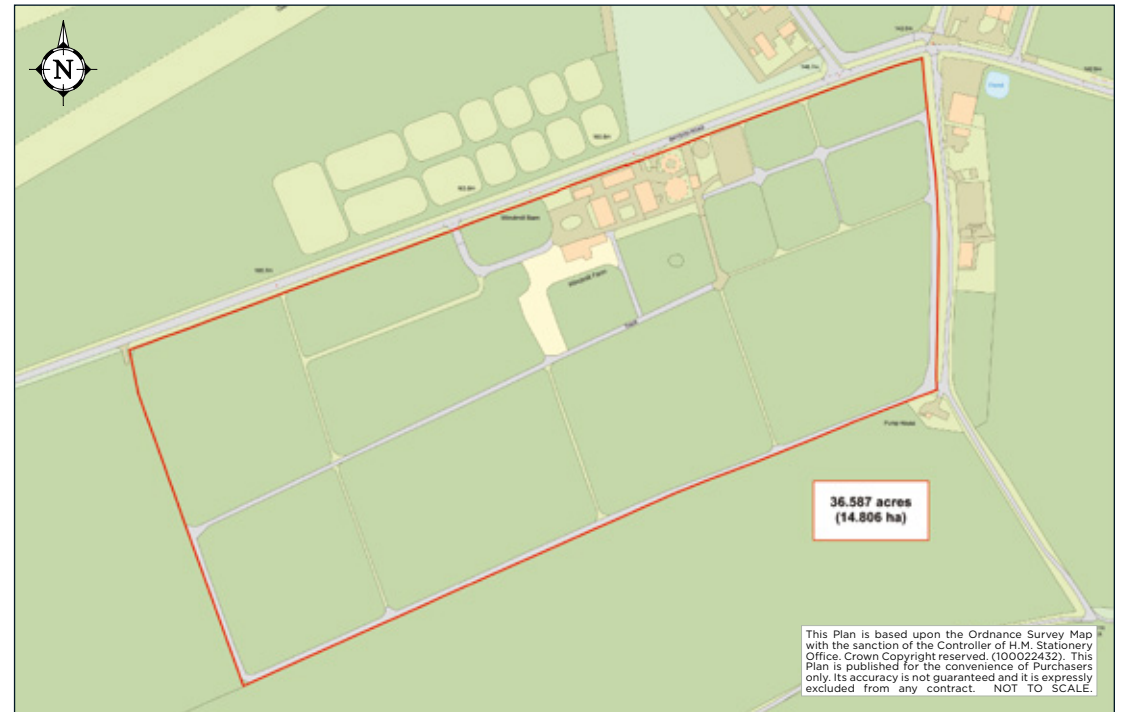 N
Pond
Windmill Barn
Windmill Farm
Track
Pump House
36.587 acres
(14.806 ha)
This Plan is based upon the Ordnance Survey Map
with the sanction of the Controller of H.M. Stationery
Office. Crown Copyright reserved. (100022432). This
Plan is published for the convenience of Purchasers
only. Its accuracy is not guaranteed and it is expressly
excluded from any contract. NOT TO SCALE.